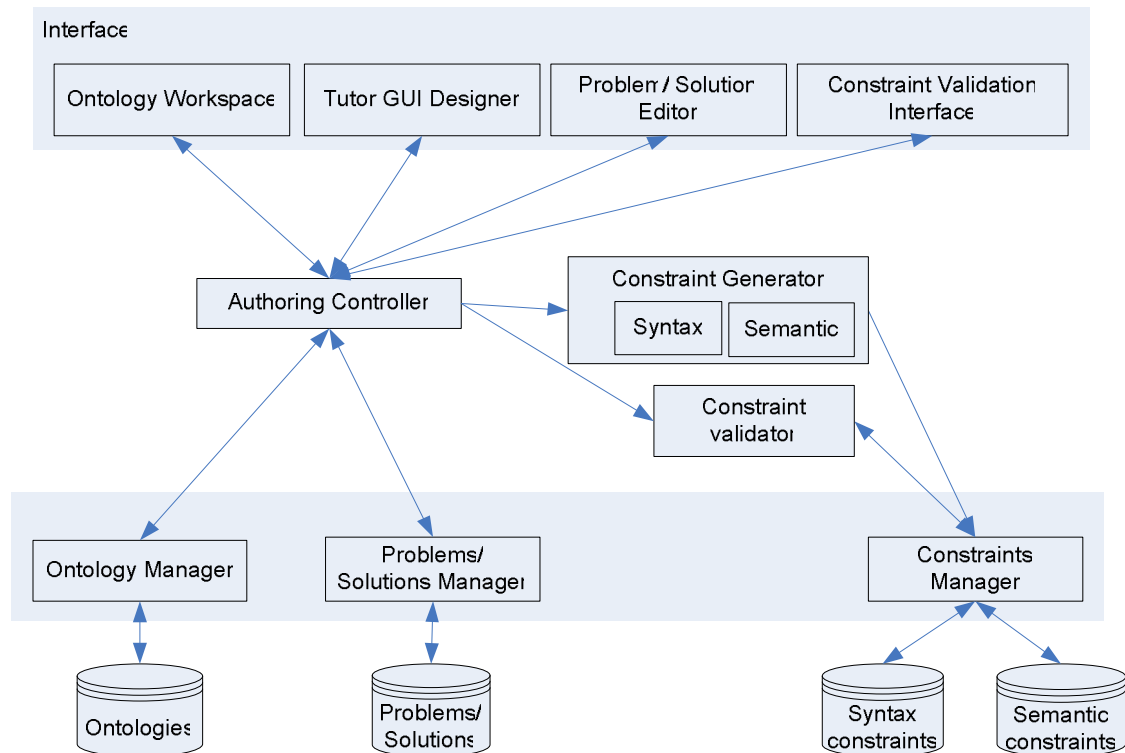 Interface
Ontology Workspace
Tutor GUI Designer
Problem/ Solution
Editor
Constraint Validation
Interface
Authoring Controller
Constraint Generator
Syntax
Semantic
Constraint
validator
Ontology Manager
Problems/
Solutions Manager
Constraints
Manager
Ontologies
Problems/
Solutions
Syntax
constraints
Semantic
constraints